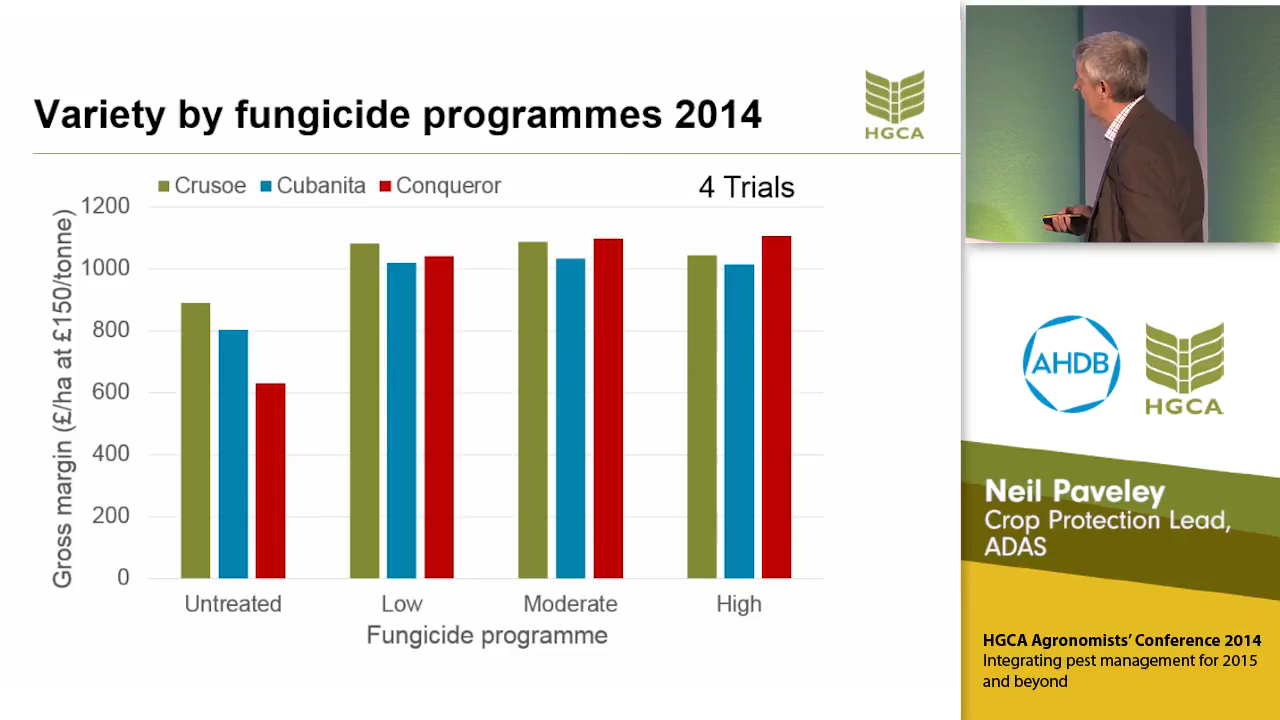 Variety by fungicide programmes 2014
HGCA
Crusoe Cubanita Conqueror
4 Trials
Gross margin (£/ha at £150/tonne)
1200
1000
800
600
400
200
0
Untreated Low Moderate High
Fungicide programme
AHDB
HGCA
Neil Paveley
Crop Protection Lead,
ADAS
HGCA Agronomists’ Conference 2014
Integrating pest management for 2015
and beyond